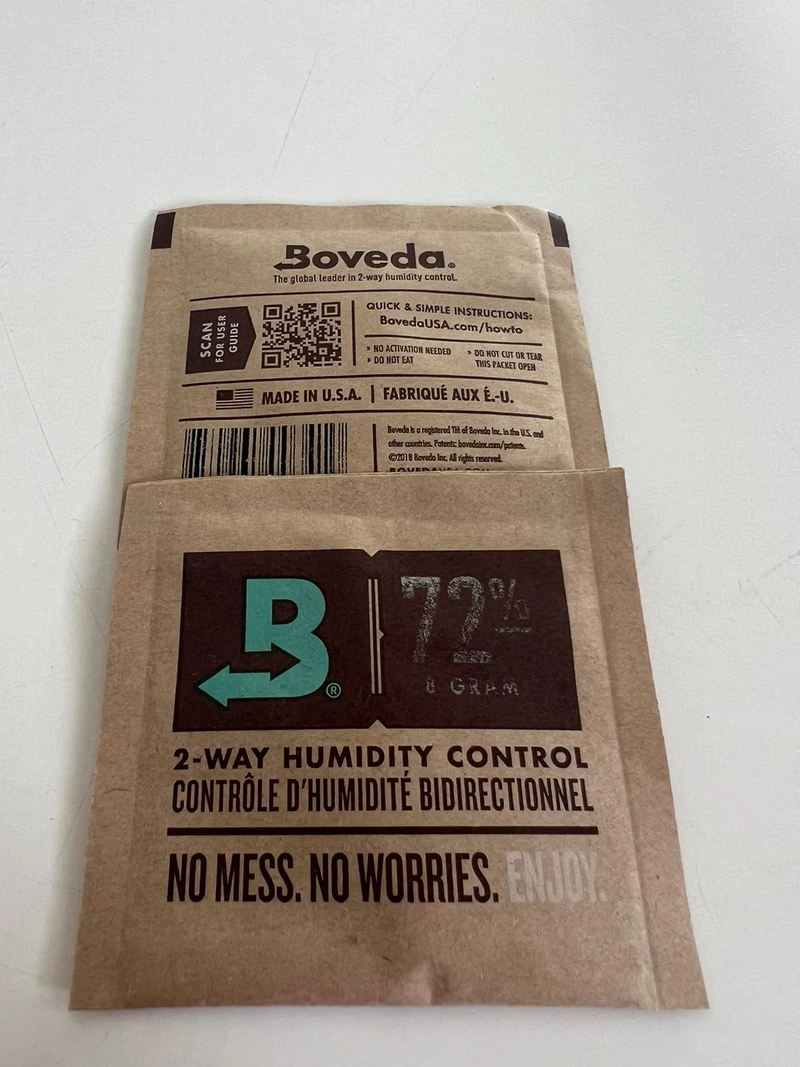 Boveda®
The global leader in 2-way humidity control.
SCAN
FOR USER
GUIDE
QUICK & SIMPLE INSTRUCTIONS:
BovedaUSA.com/howto
» NO ACTIVATION NEEDED
» DO NOT EAT
» DO NOT CUT OR TEAR
THIS PACKET OPEN
MADE IN U.S.A. | FABRIQUÉ AUX É.-U.
Boveda is a registered TM of Boveda Inc. in the U.S. and
other countries. Patents: bovedainc.com/patents.
©2018 Boveda Inc. All rights reserved.
BOVEDAUSA.COM
B®
72%
8 GRAM
2-WAY HUMIDITY CONTROL
CONTRÔLE D'HUMIDITÉ BIDIRECTIONNEL
NO MESS. NO WORRIES. ENJOY.